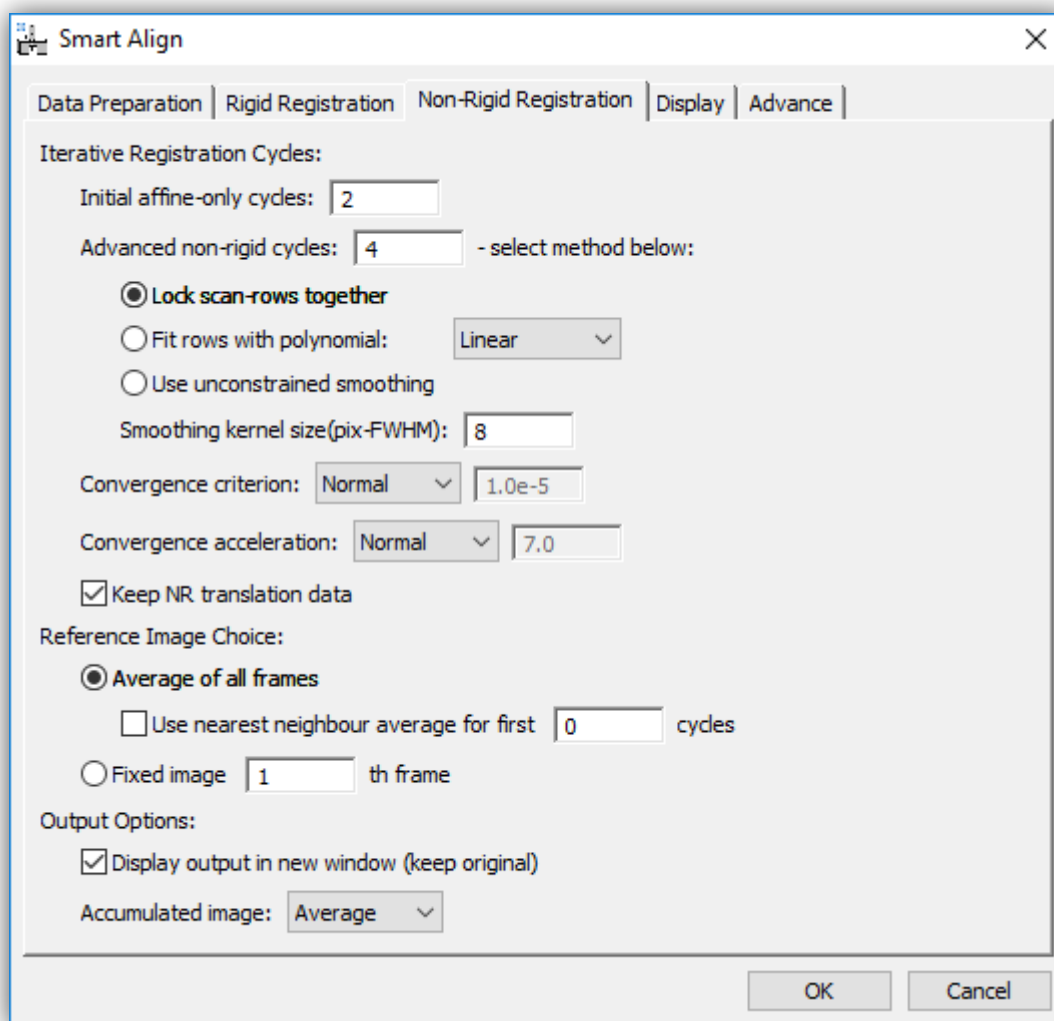 Smart Align
Data Preparation Rigid Registration Non-Rigid Registration Display Advance
Iterative Registration Cycles:
Initial affine-only cycles: 2
Advanced non-rigid cycles: 4 - select method below:
Lock scan-rows together
Fit rows with polynomial: Linear
Use unconstrained smoothing
Smoothing kernel size(pix-FWHM): 8
Convergence criterion: Normal 1.0e-5
Convergence acceleration: Normal 7.0
Keep NR translation data
Reference Image Choice:
Average of all frames
Use nearest neighbour average for first 0 cycles
Fixed image 1 th frame
Output Options:
Display output in new window (keep original)
Accumulated image: Average
OK Cancel